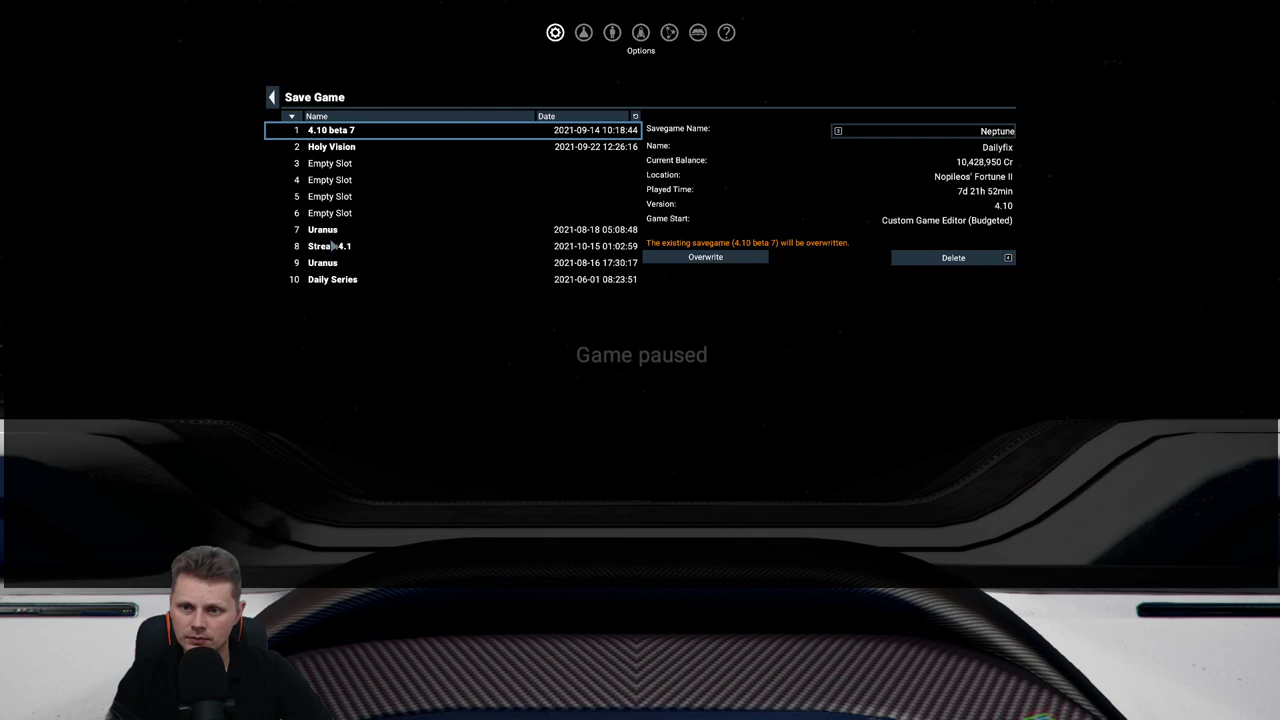 Options
Save Game
Name Date
1 4.10 beta 7 2021-09-14 10:18:44
2 Holy Vision 2021-09-22 12:26:16
3 Empty Slot
4 Empty Slot
5 Empty Slot
6 Empty Slot
7 Uranus 2021-08-18 05:08:48
8 Strea 4.1 2021-10-15 01:02:59
9 Uranus 2021-08-16 17:30:17
10 Daily Series 2021-06-01 08:23:51
Savegame Name: 3 Neptune
Name: Dailyfix
Current Balance: 10,428,950 Cr
Location: Nopileos' Fortune II
Played Time: 7d 21h 52min
Version: 4.10
Game Start: Custom Game Editor (Budgeted)
The existing savegame (4.10 beta 7) will be overwritten.
Overwrite Delete 4
Game paused